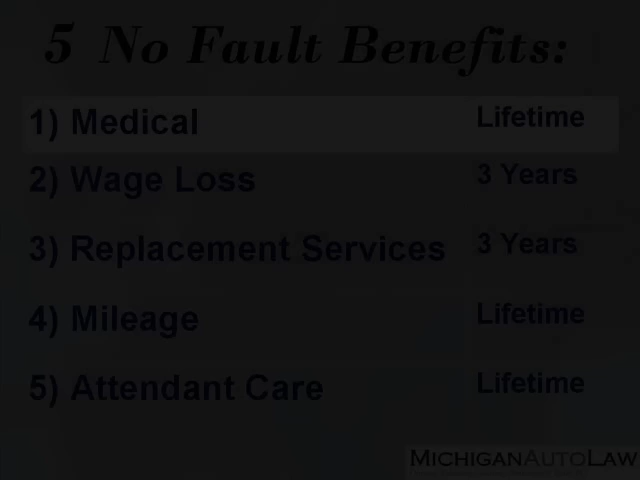 5 No Fault Benefits:
1) Medical Lifetime
2) Wage Loss 3 Years
3) Replacement Services 3 Years
4) Mileage Lifetime
5) Attendant Care Lifetime
MICHIGANAUTOLAW